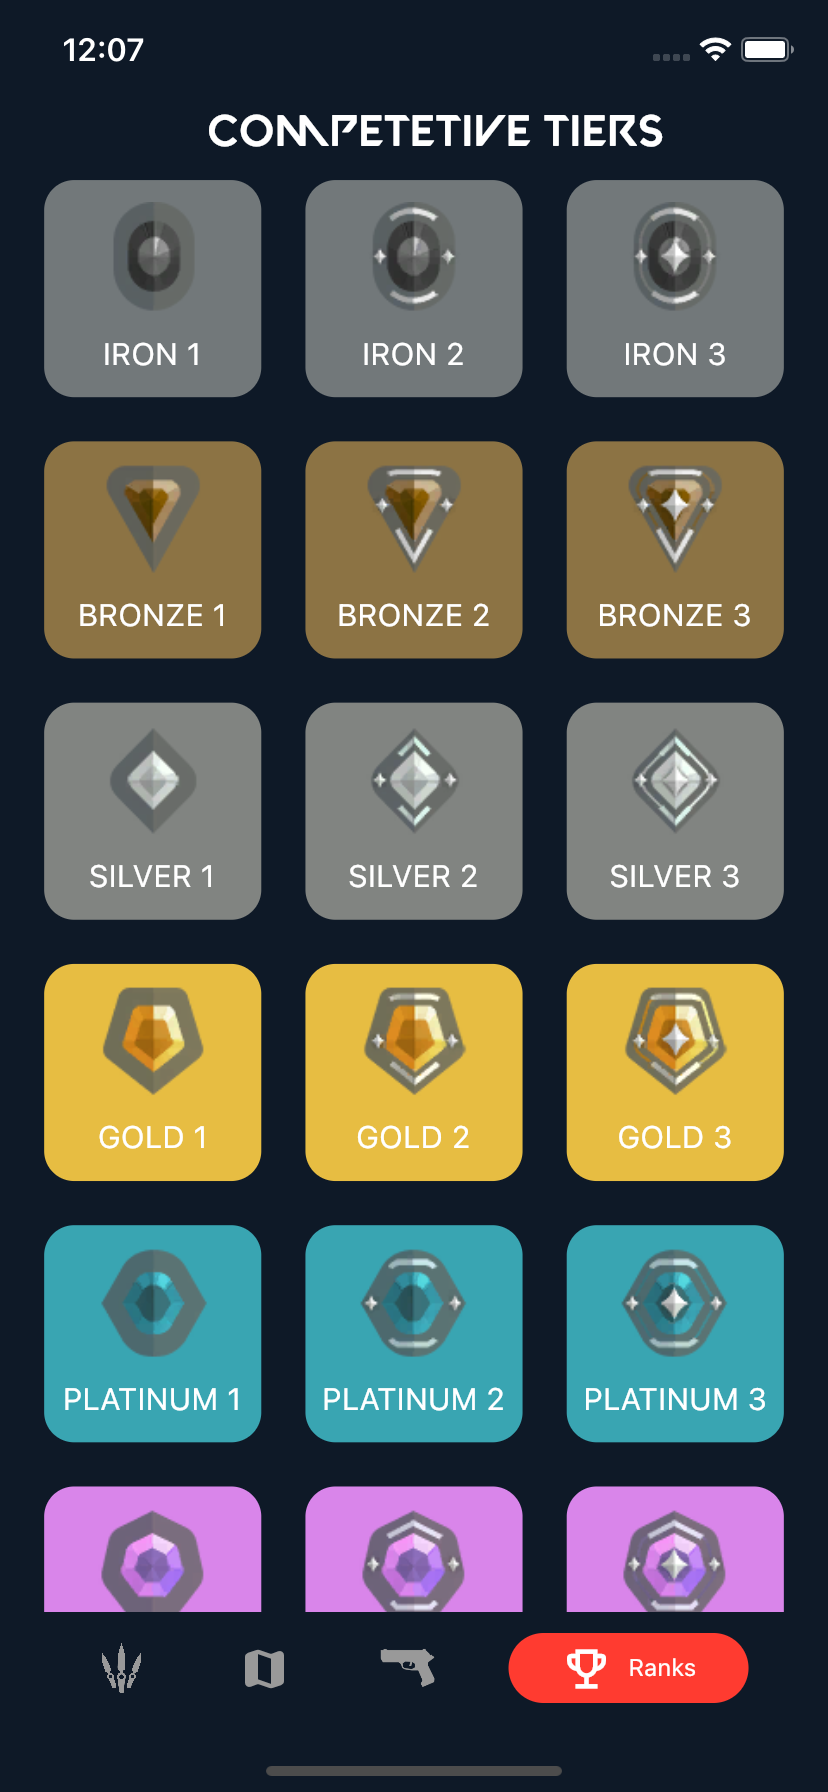 12:07
COMPETETIVE TIERS
IRON 1
IRON 2
IRON 3
BRONZE 1
BRONZE 2
BRONZE 3
SILVER 1
SILVER 2
SILVER 3
GOLD 1
GOLD 2
GOLD 3
PLATINUM 1
PLATINUM 2
PLATINUM 3
Ranks